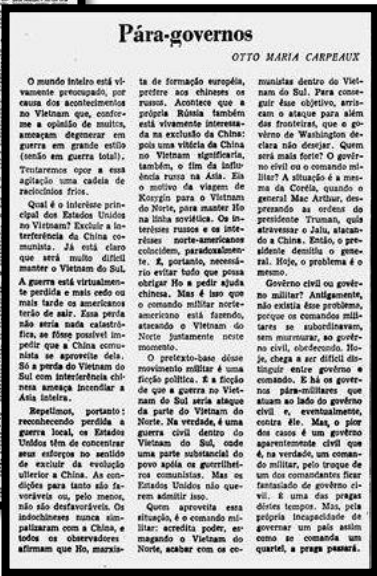 Pára-governos
OTTO MARIA CARPEAUX
O mundo inteiro está vi-
vamente preocupado, por
causa dos acontecimentos
no Vietnam que, confor-
me a opinião de muitos,
ameaçam degenerar em
guerra em grande estilo
(senão em guerra total).
Tentaremos opor a essa
agitação uma cadeia de
raciocínios frios.
Qual é o interêsse prin-
cipal dos Estados Unidos
no Vietnam? Excluir a in-
terferência da China co-
munista. Já está claro
que será muito difícil
manter o Vietnam do Sul.
A guerra está virtualmen-
te perdida e mais cedo ou
mais tarde os americanos
terão de sair. Essa perda
não seria nada catastró-
fica, se fôsse possível im-
pedir que a China comu-
nista se aproveite dela.
Só a perda do Vietnam do
Sul com interferência chi-
nesa ameaça incendiar a
Ásia inteira.
Repetimos, portanto:
reconhecendo perdida a
guerra local, os Estados
Unidos têm de concentrar
seus esforços no sentido
de excluir da evolução
ulterior a China. As con-
dições para tanto são fa-
voráveis ou, pelo menos,
não são desfavoráveis. Os
indochineses nunca sim-
patizaram com a China, e
todos os observadores
afirmam que Ho, marxis-
ta de formação européia,
prefere aos chineses os
russos. Acontece que a
própria Rússia também
está vivamente interessa-
da na exclusão da China:
pois uma vitória da China
no Vietnam significaria,
também, o fim da influên-
cia russa na Ásia. Eis
o motivo da viagem de
Kosygin para o Vietnam
do Norte, para manter Ho
na linha soviética. Os in-
terêsses russos e os inte-
rêsses norte-americanos
coincidem, paradoxalmen-
te. É, portanto, necessá-
rio evitar tudo que possa
obrigar Ho a pedir ajuda
chinesa. Mas é isso que
o comando militar norte-
americano está fazendo,
atacando o Vietnam do
Norte justamente neste
momento.
O pretexto-base dêsse
movimento militar é uma
ficção política. É a ficção
de que a guerra no Viet-
nam do Sul seria ataque
da parte do Vietnam do
Norte. Na verdade, é uma
guerra civil dentro do
Vietnam do Sul, onde
uma parte substancial do
povo apóia os guerrilhei-
ros comunistas. Mas os
Estados Unidos não que-
rem admitir isso.
Quem aproveita essa
situação, é o comando mi-
litar: acredita poder, es-
magando o Vietnam do
Norte, acabar com os co-
munistas dentro do Viet-
nam do Sul. Para conse-
guir êsse objetivo, arris-
cam o ataque para além
das fronteiras, que o go-
vêrno de Washington de-
clara não desejar. Quem
será mais forte? O govêr-
no civil ou o comando mi-
litar? A situação é a mes-
ma da Coréia, quando o
general Mac Arthur, des-
prezando as ordens do
presidente Truman, quis
atravessar o Jalu, atacan-
do a China. Então, o pre-
sidente demitiu o gene-
ral. Hoje, o problema é o
mesmo.
Govêrno civil ou govêr-
no militar? Antigamente,
não existia êsse problema,
porque os comandos mili-
tares se subordinavam,
sem murmurar, ao govêr-
no civil, obedecendo. Ho-
je, chega a ser difícil dis-
tinguir entre govêrno e
comando. E há os gover-
nos pára-militares que
atuam ao lado do govêrno
civil e, eventualmente,
contra êle. Mas, o pior
dos casos é um govêrno
aparentemente civil que
é, na verdade, um coman-
do militar, pelo truque de
um dos comandantes ficar
fantasiado de govêrno ci-
vil. É uma das pragas
dêstes tempos. Mas, pela
própria incapacidade de
governar um país assim
como se comanda um
quartel, a praga passará.